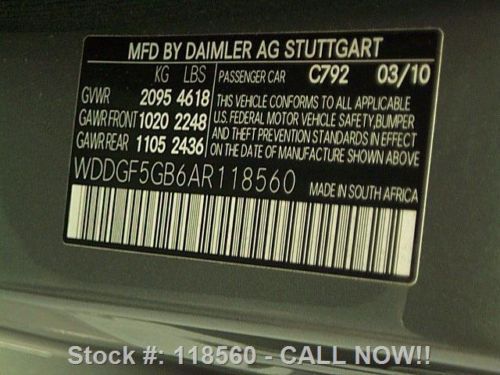 MFD BY DAIMLER AG STUTTGART
KG LBS PASSENGER CAR C792 03/10
GVWR 2095 4618
GAWR FRONT 1020 2248
GAWR REAR 1105 2436
THIS VEHICLE CONFORMS TO ALL APPLICABLE
U.S. FEDERAL MOTOR VEHICLE SAFETY, BUMPER
AND THEFT PREVENTION STANDARDS IN EFFECT
ON THE DATE OF MANUFACTURE SHOWN ABOVE.
WDDGF5GB6AR118560 MADE IN SOUTH AFRICA
Stock #: 118560 - CALL NOW!!